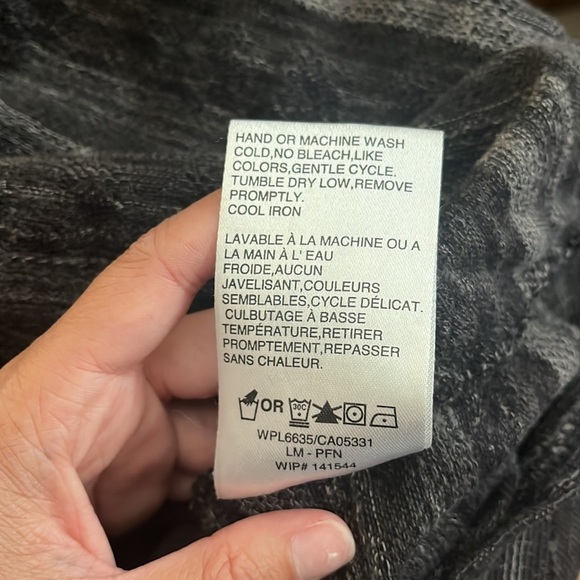 HAND OR MACHINE WASH
COLD,NO BLEACH,LIKE
COLORS,GENTLE CYCLE.
TUMBLE DRY LOW,REMOVE
PROMPTLY.
COOL IRON
LAVABLE À LA MACHINE OU A
LA MAIN À L' EAU
FROIDE,AUCUN
JAVELISANT,COULEURS
SEMBLABLES,CYCLE DÉLICAT.
CULBUTAGE À BASSE
TEMPÉRATURE,RETIRER
PROMPTEMENT,REPASSER
SANS CHALEUR.
OR 30C
WPL6635/CA05331
LM - PFN
WIP# 141544